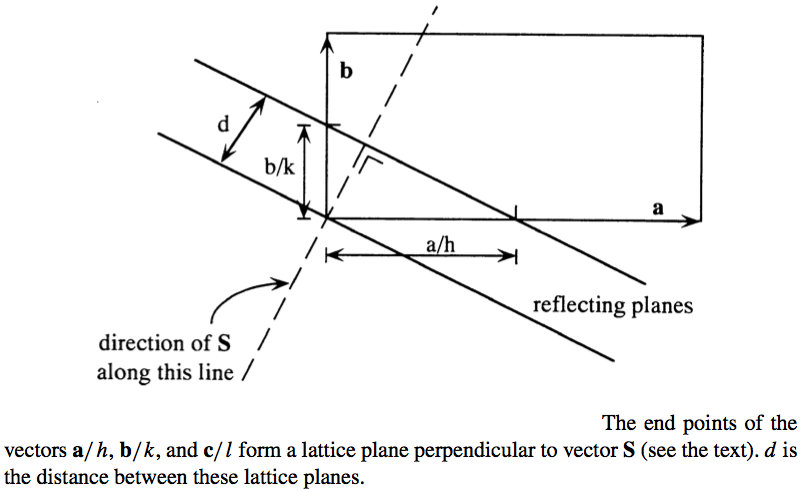 b
d
b/k
a
a/h
reflecting planes
direction of S
along this line
The end points of the
vectors a/h, b/k, and c/l form a lattice plane perpendicular to vector S (see the text). d is
the distance between these lattice planes.